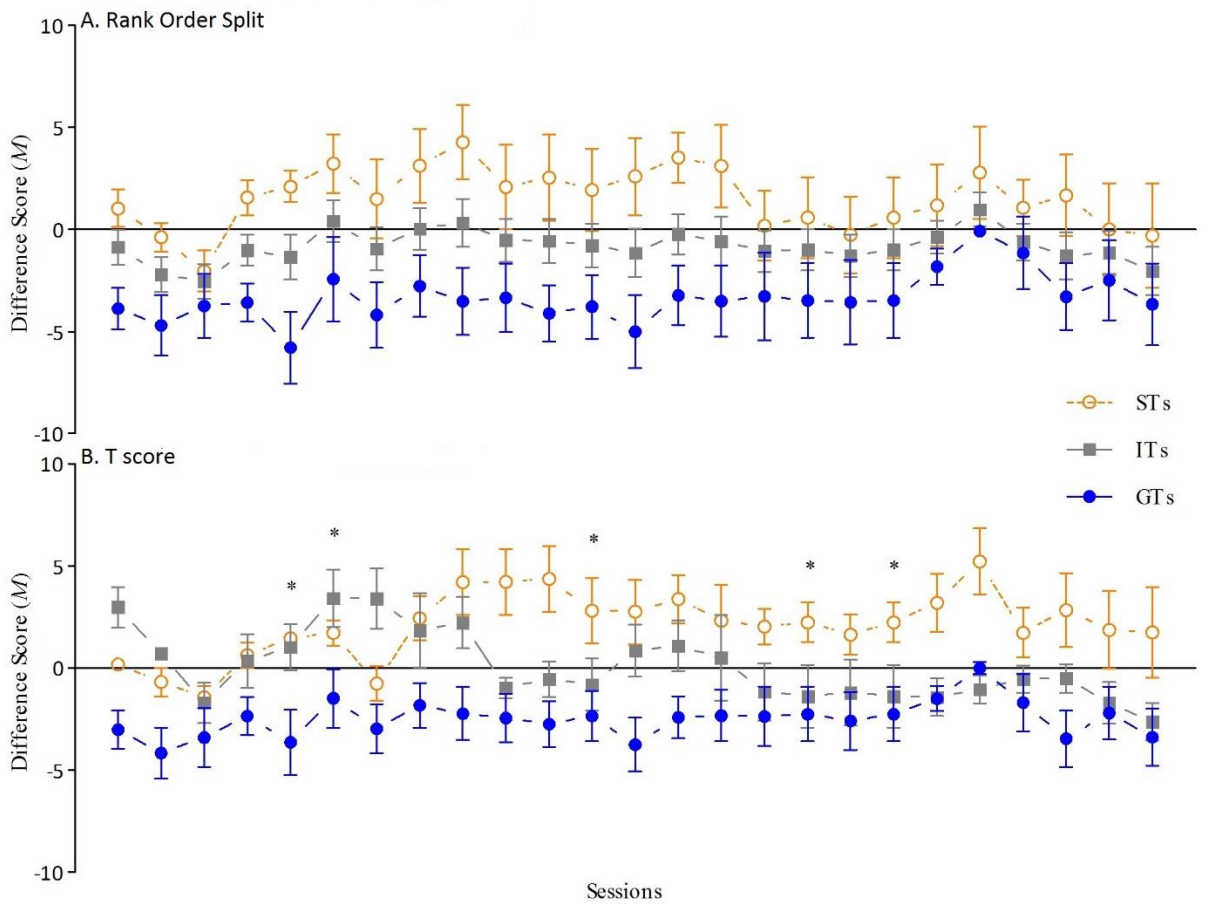 A. Rank Order Split
10
5
0
-5
-10
Difference Score (M)
STs
ITs
GTs
B. T score
10
5
0
-5
-10
Difference Score (M)
*
*
*
*
*
Sessions